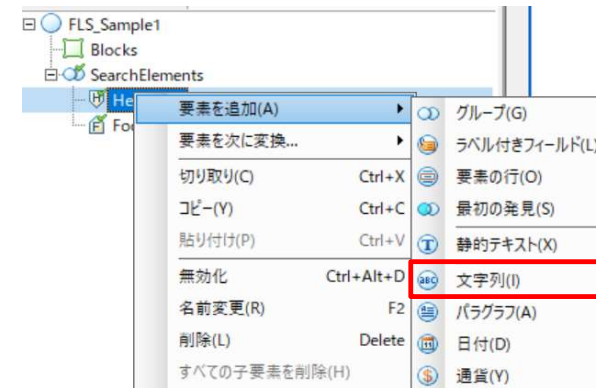 FLS_Sample1
Blocks
SearchElements
He
Foo
要素を追加(A)
要素を次に変換...
切り取り(C) Ctrl+X
コピー(Y) Ctrl+C
貼り付け(P) Ctrl+V
無効化 Ctrl+Alt+D
名前変更(R) F2
削除(L) Delete
すべての子要素を削除(H)
グループ(G)
ラベル付きフィールド(L)
要素の行(O)
最初の発見(S)
静的テキスト(X)
文字列(I)
パラグラフ(A)
日付(D)
通貨(Y)